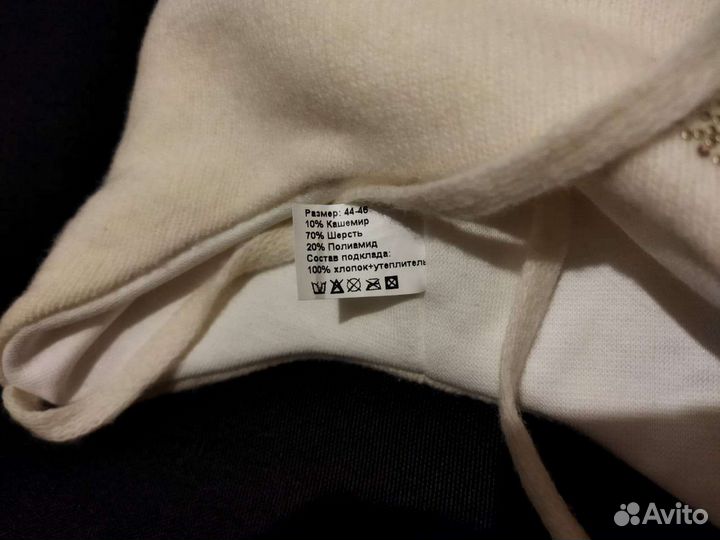 Размер: 44-46
10% Кашемир
70% Шерсть
20% Полиамид
Состав подклада:
100% хлопок+утеплитель
Avito